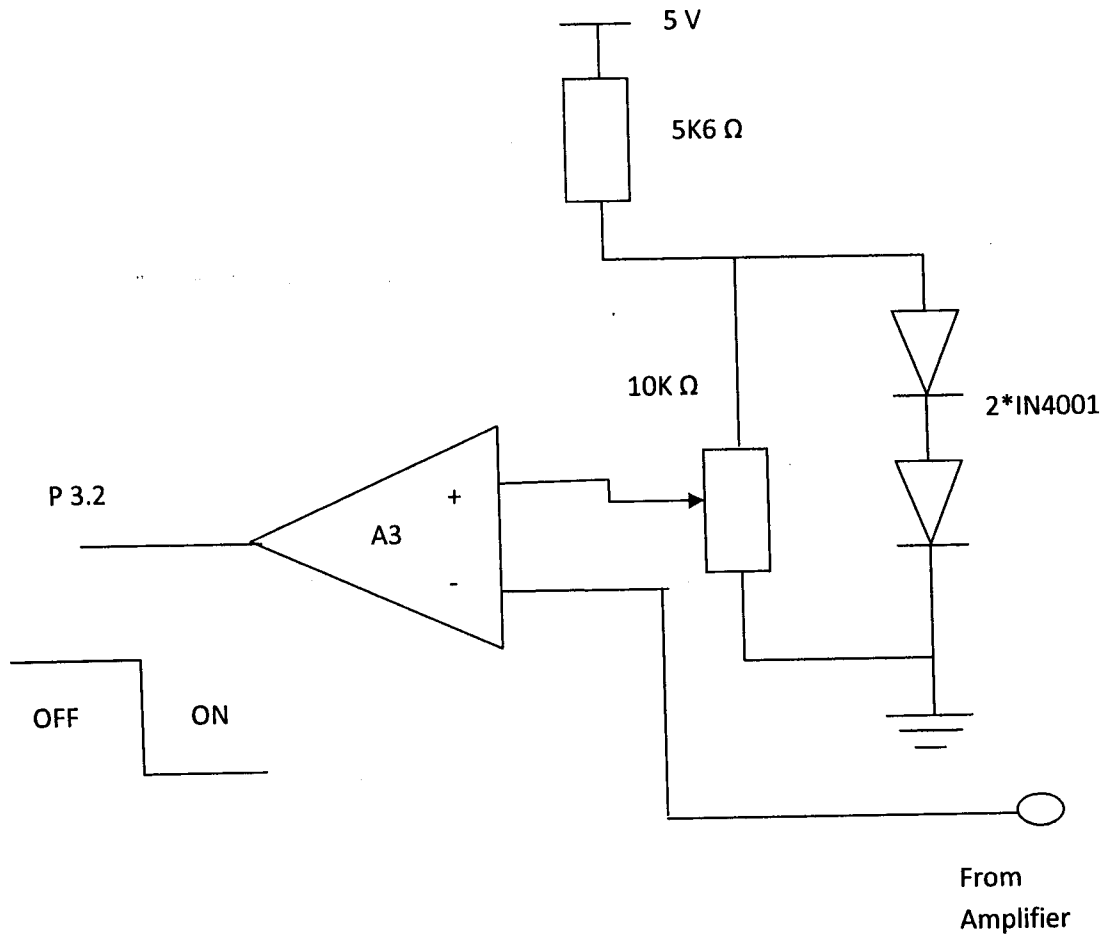 5 V
5K6 Ω
10K Ω
2*IN4001
P 3.2
+
A3
-
OFF
ON
From
Amplifier